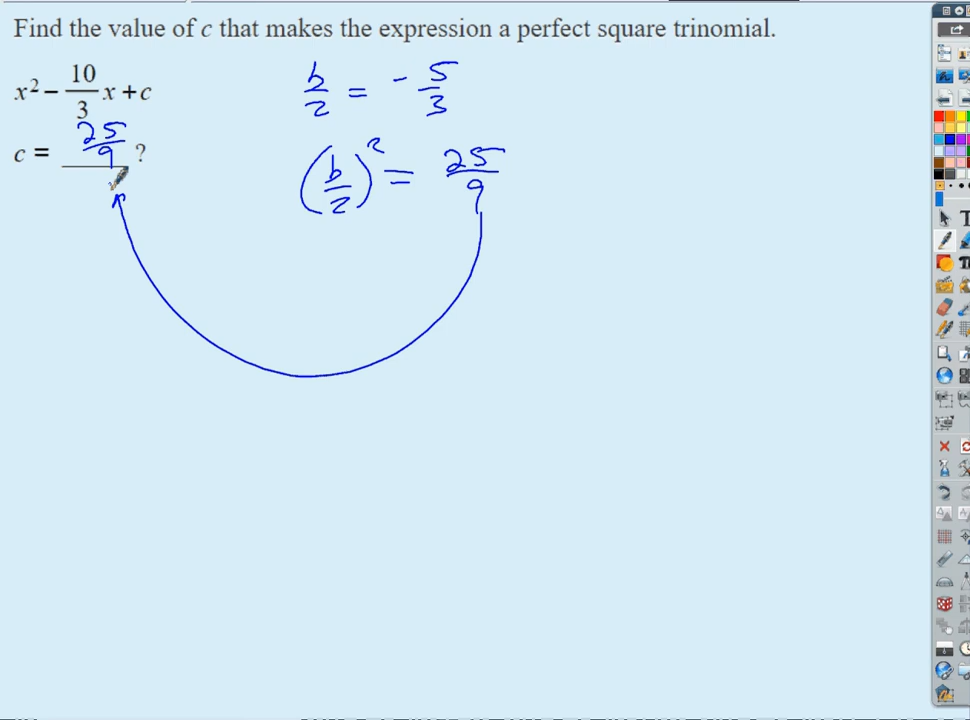 Find the value of c that makes the expression a perfect square trinomial.
x² − 10/3 x + c
b/2 = - 5/3
c = 25/9 ?
(b/2)² = 25/9